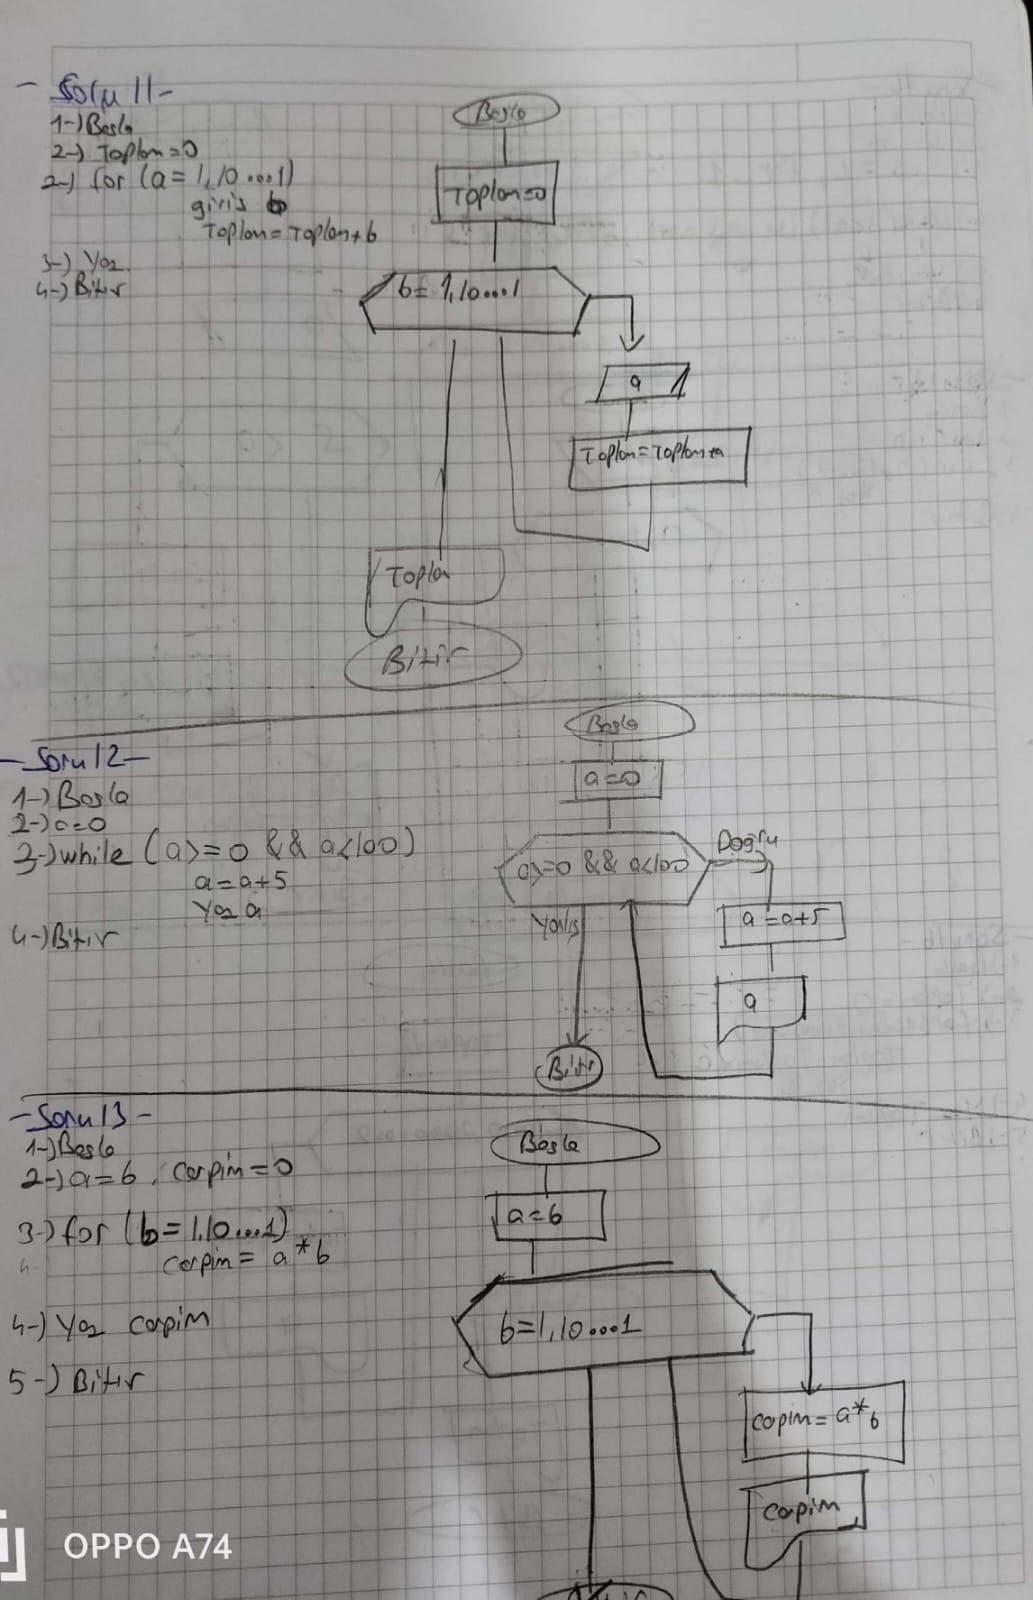 - Soru 11 -
1-) Başla
2-) Toplam=0
2-) for (a=1,10...1)
giriş b
Toplam=Toplam+b
3-) Yaz
4-) Bitir
Başla
Toplam=0
b=1,10...1
a
Toplam=Toplam+a
Toplam
Bitir
- Soru 12 -
1-) Başla
2-) a=0
3-) while (a>=0 && a<100)
a=a+5
Yaz a
4-) Bitir
Başla
a=0
a>=0 && a<100
Doğru
Yanlış
a=a+5
a
Bitir
- Soru 13 -
1-) Başla
2-) a=6, carpim=0
3-) for (b=1,10...1)
carpim= a*b
4-) Yaz carpim
5-) Bitir
Başla
a=6
b=1,10...1
carpim= a*b
carpim
OPPO A74